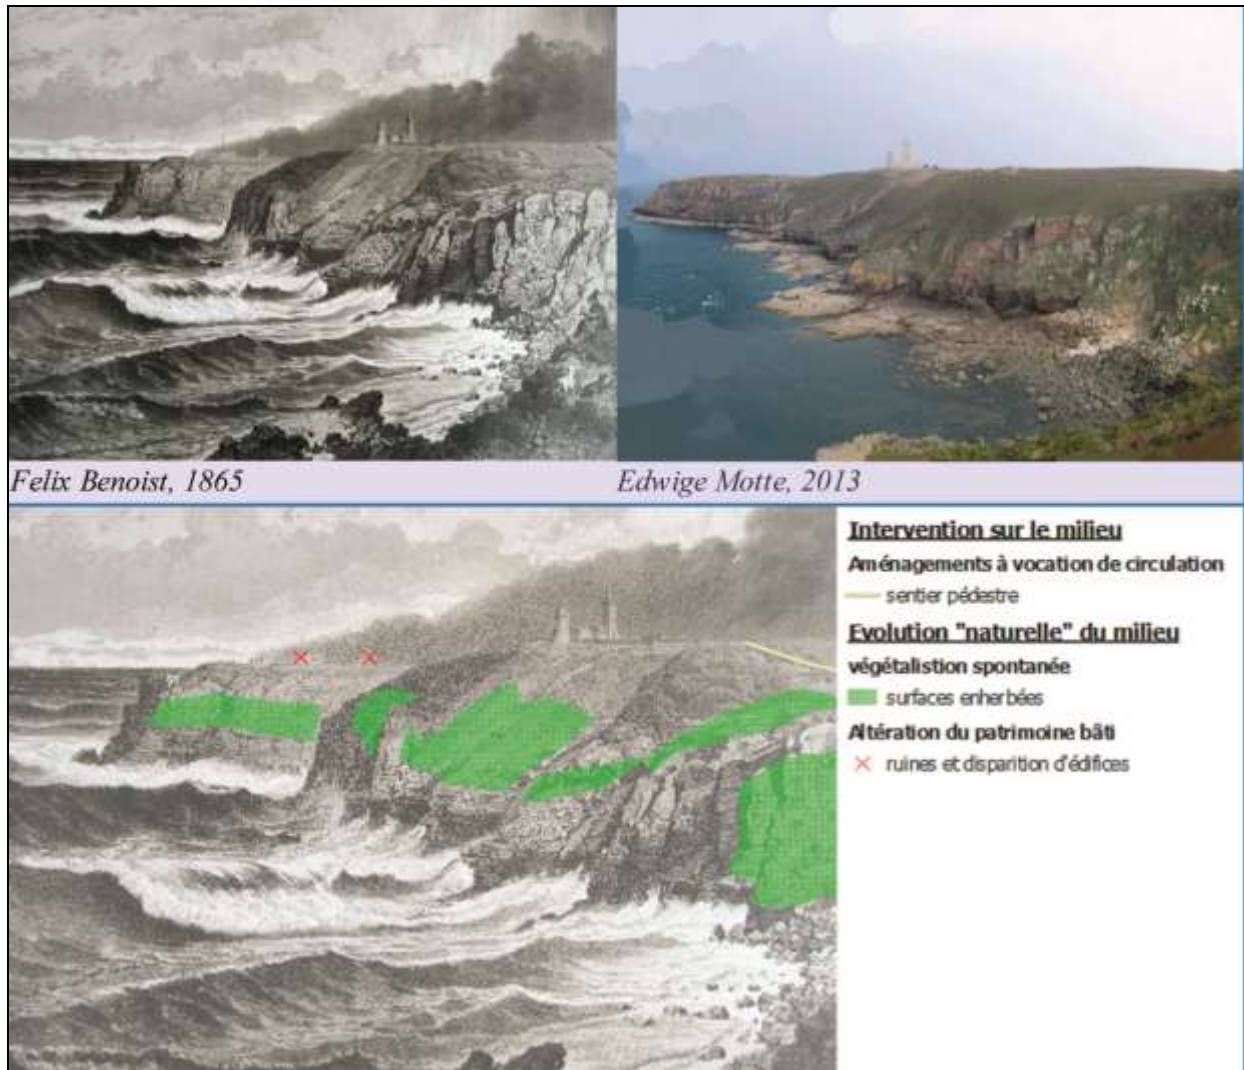 Felix Benoist, 1865
Edwige Motte, 2013
Intervention sur le milieu
Aménagements à vocation de circulation
sentier pédestre
Evolution "naturelle" du milieu
végétalistion spontanée
surfaces enherbées
Altération du patrimoine bâti
ruines et disparition d'édifices